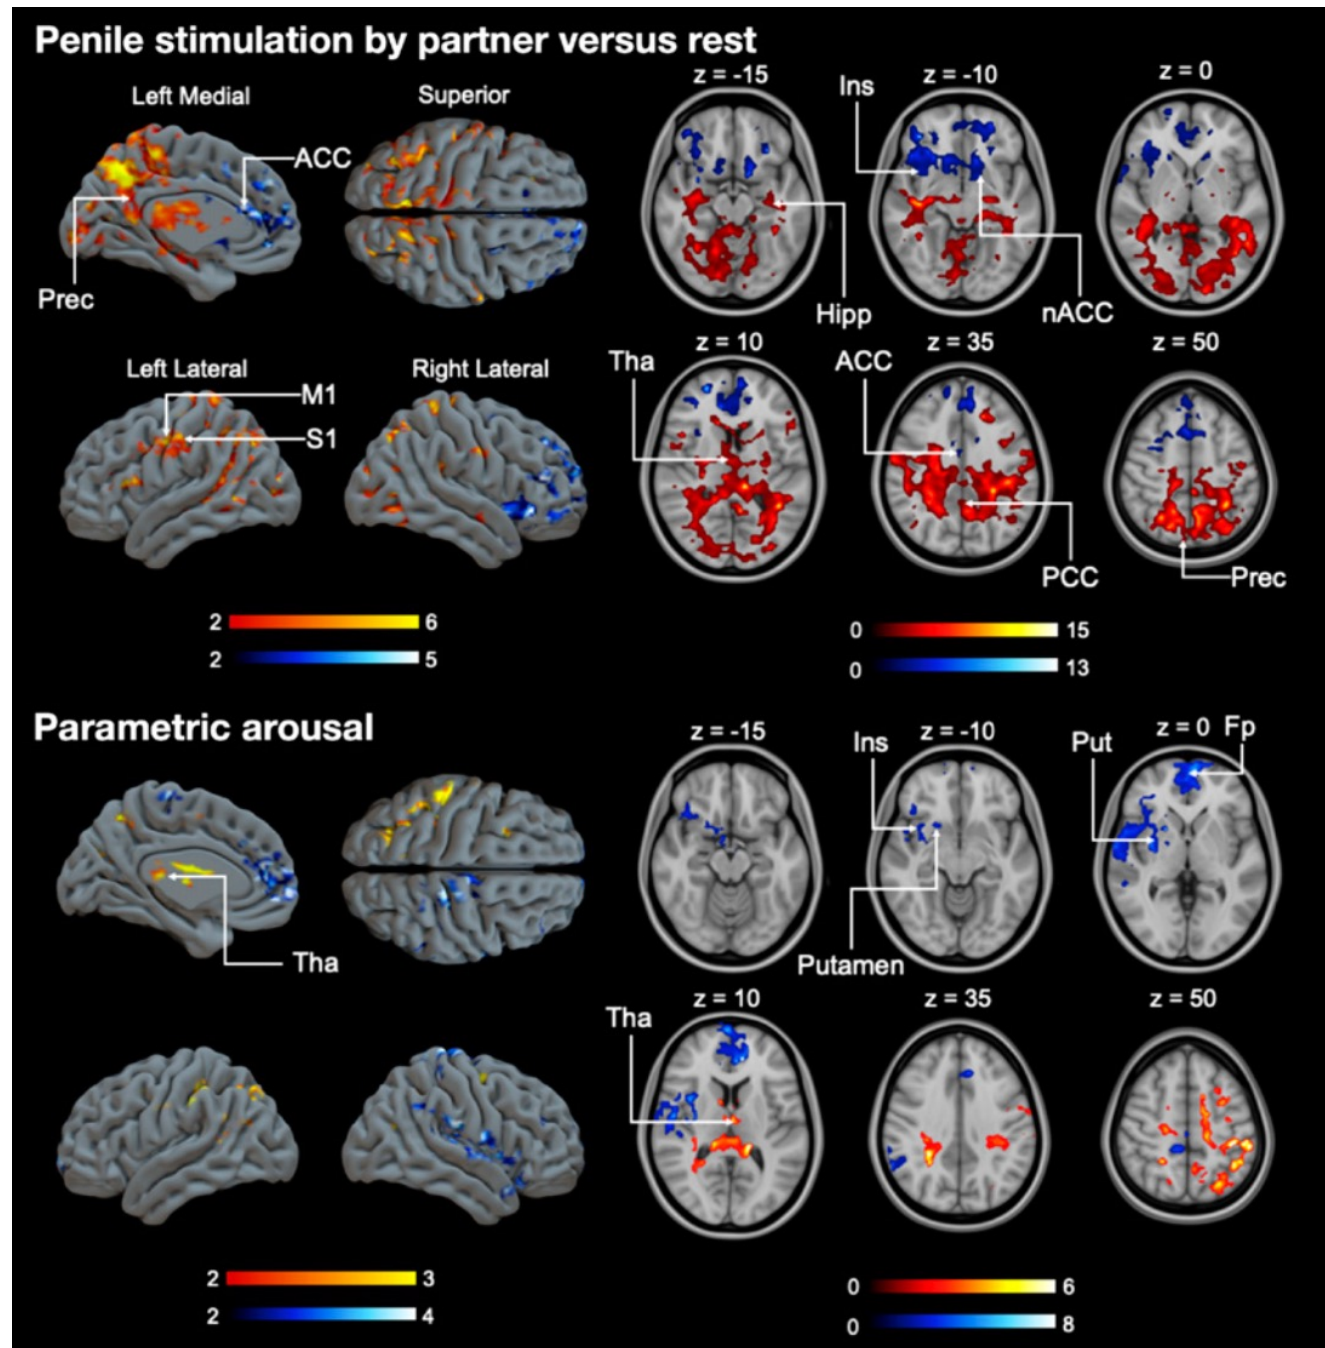 Penile stimulation by partner versus rest
Left Medial
Superior
z = -15
Ins
z = -10
z = 0
ACC
Prec
Hipp
nACC
Left Lateral
Right Lateral
Tha
z = 10
ACC
z = 35
z = 50
M1
S1
PCC
Prec
2 6
2 5
0 15
0 13
Parametric arousal
z = -15
Ins
z = -10
Put
z = 0 Fp
Tha
Putamen
Tha
z = 10
z = 35
z = 50
2 3
2 4
0 6
0 8